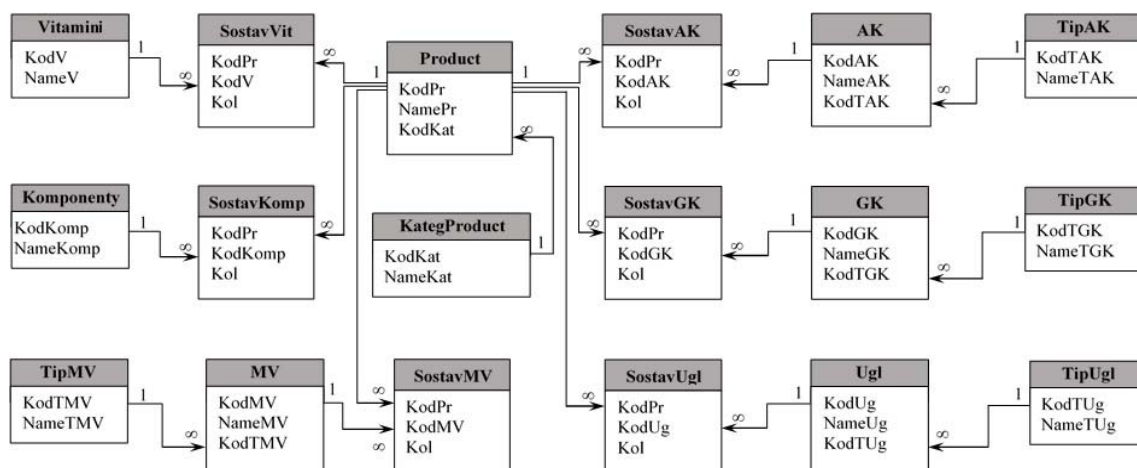 Vitamini
KodV
NameV
1
∞
SostavVit
KodPr
KodV
Kol
∞
1
Product
KodPr
NamePr
KodKat
1
∞
∞
SostavAK
KodPr
KodAK
Kol
∞
1
AK
KodAK
NameAK
KodTAK
∞
1
TipAK
KodTAK
NameTAK
Komponenty
KodKomp
NameKomp
1
∞
SostavKomp
KodPr
KodKomp
Kol
∞
KategProduct
KodKat
NameKat
1
∞
SostavGK
KodPr
KodGK
Kol
∞
1
GK
KodGK
NameGK
KodTGK
∞
1
TipGK
KodTGK
NameTGK
TipMV
KodTMV
NameTMV
1
∞
MV
KodMV
NameMV
KodTMV
1
∞
∞
SostavMV
KodPr
KodMV
Kol
∞
SostavUgl
KodPr
KodUg
Kol
∞
1
Ugl
KodUg
NameUg
KodTUg
∞
1
TipUgl
KodTUg
NameTUg